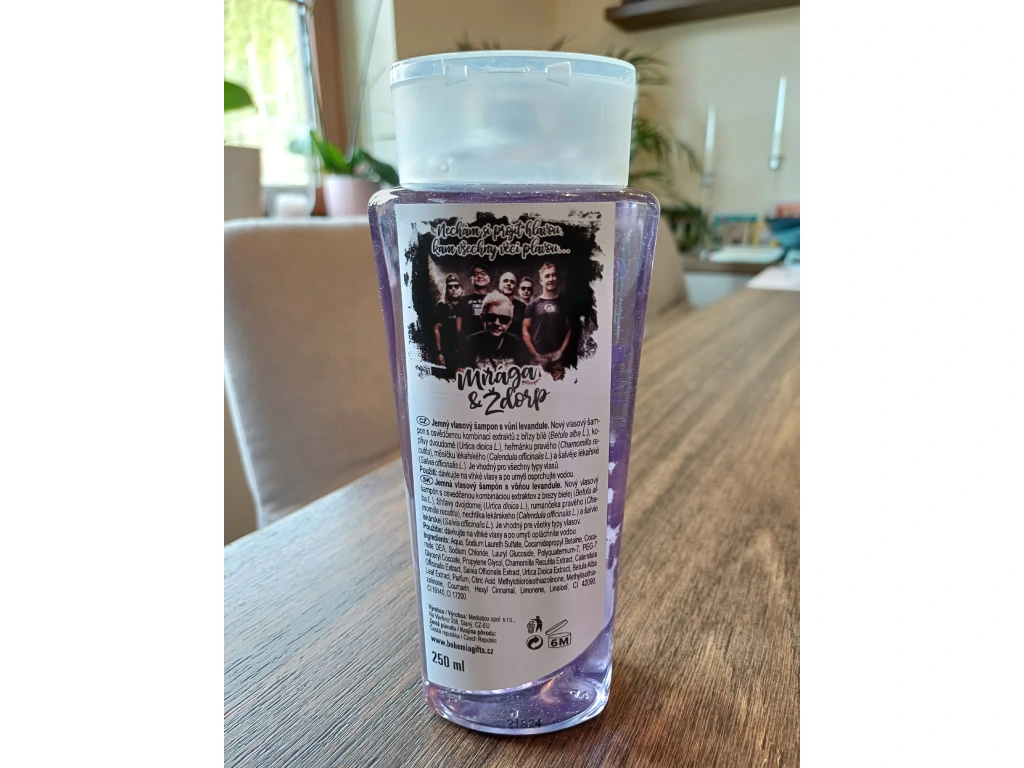 Nechám si projít hlavou,
kam všechny věci plavou...
Mňága
& Žďorp
CZ Jemný vlasový šampon s vůní levandule. Nový vlasový šam-
pon s osvědčenou kombinací extraktů z břízy bílé (Betula alba L.), ko-
přivy dvoudomé (Urtica dioica L.), heřmánku pravého (Chamomilla re-
cutita), měsíčku lékařského (Calendula officinalis L.) a šalvěje lékařské
(Salvia officinalis L.). Je vhodný pro všechny typy vlasů.
Použití: dávkujte na vlhké vlasy a po umytí osprchujte vodou.
SK Jemná vlasový šampón s vôňou levandule. Nový vlasový
šampón s osvedčenou kombináciou extraktov z brezy bielej (Betula al-
ba L.), žihľavy dvojdomej (Urtica dioica L.), rumančeka pravého (Cha-
momilla recutita), nechtíka lekárskeho (Calendula officinalis L.) a šalvie
lekárskej (Salvia officinalis L.). Je vhodný pre všetky typy vlasov.
Použitie: dávkujte na vlhké vlasy a po umytí opláchnite vodou.
Ingredients: Aqua, Sodium Laureth Sulfate, Cocamidopropyl Betaine, Coca-
mide DEA, Sodium Chloride, Lauryl Glucoside, Polyquaternium-7, PEG-7
Glyceryl Cocoate, Propylene Glycol, Chamomilla Recutita Extract, Calendula
Officinalis Extract, Salvia Officinalis Extract, Urtica Dioica Extract, Betula Alba
Leaf Extract, Parfum, Citric Acid, Methylchloroisothiazolinone, Methylisothia-
zolinone, Coumarin, Hexyl Cinnamal, Limonene, Linalool, CI 42090,
CI 19140, CI 17200
Výrobce / Výrobca: Mediabox spol. s r.o.,
Slaný, CZ-EU
Země původu / Krajina pôvodu:
Česká republika / Czech Republic
www.bohemiagifts.cz
250 ml
6M
21624